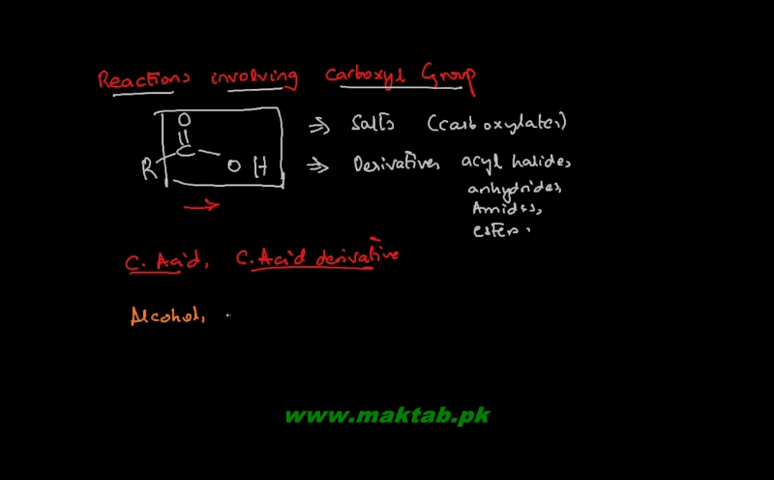 Reactions involving Carboxyl Group
O
R C OH
⇒ Salts (carboxylates)
⇒ Derivatives acyl halides,
anhydrides,
Amides,
esters.
C. Acid, C. Acid derivative
Alcohol,
www.maktab.pk